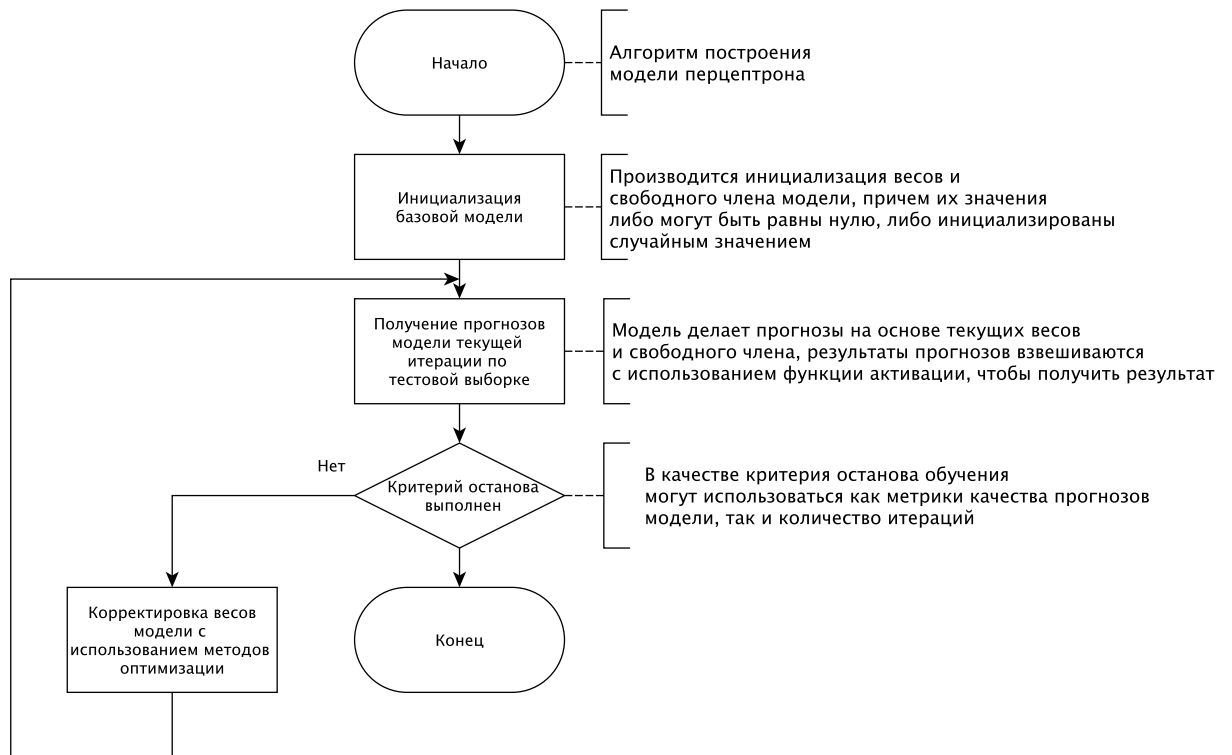 Начало
Алгоритм построения
модели перцептрона
Инициализация
базовой модели
Производится инициализация весов и
свободного члена модели, причем их значения
либо могут быть равны нулю, либо инициализированы
случайным значением
Получение прогнозов
модели текущей
итерации по
тестовой выборке
Модель делает прогнозы на основе текущих весов
и свободного члена, результаты прогнозов взвешиваются
с использованием функции активации, чтобы получить результат
Нет
Критерий останова
выполнен
В качестве критерия останова обучения
могут использоваться как метрики качества прогнозов
модели, так и количество итераций
Корректировка весов
модели с
использованием методов
оптимизации
Конец